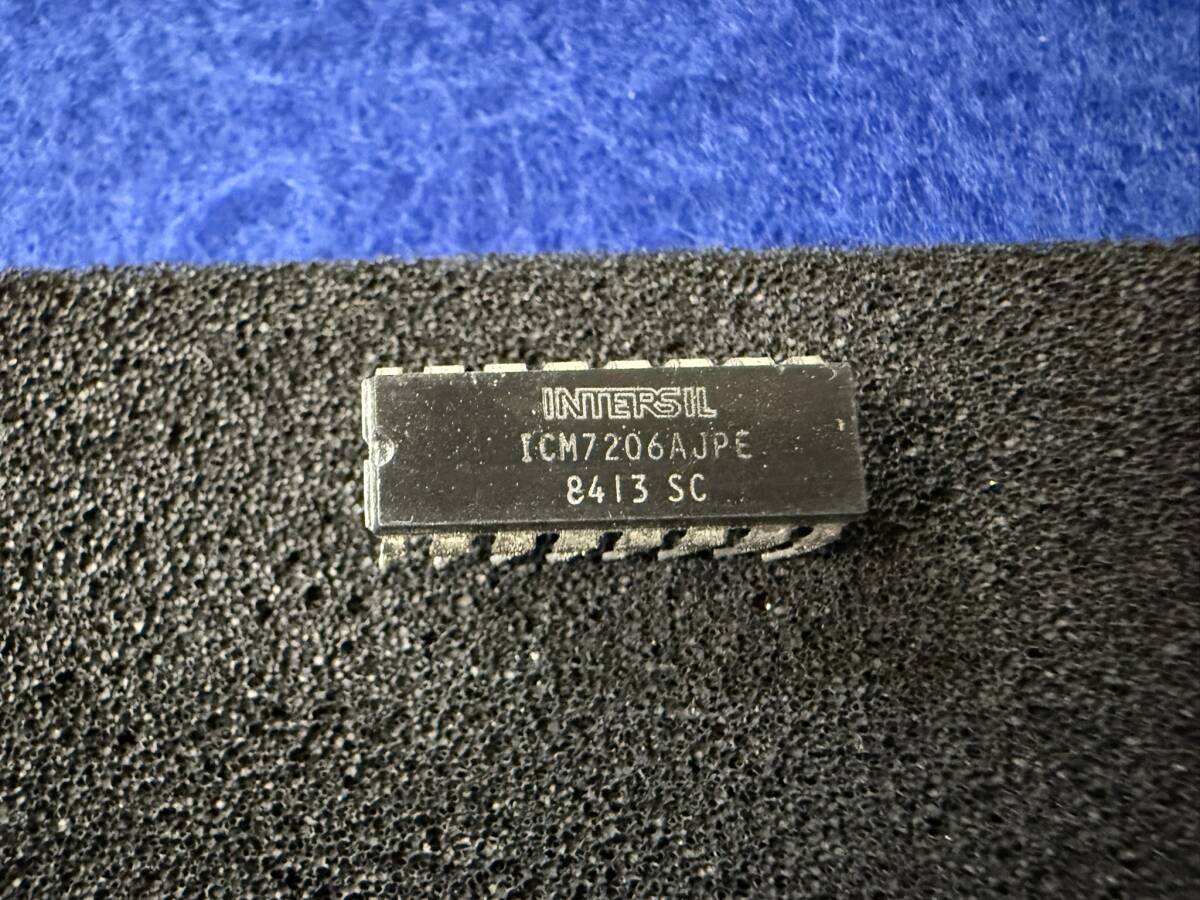 INTERSIL
ICM7206AJPE
8413 SC